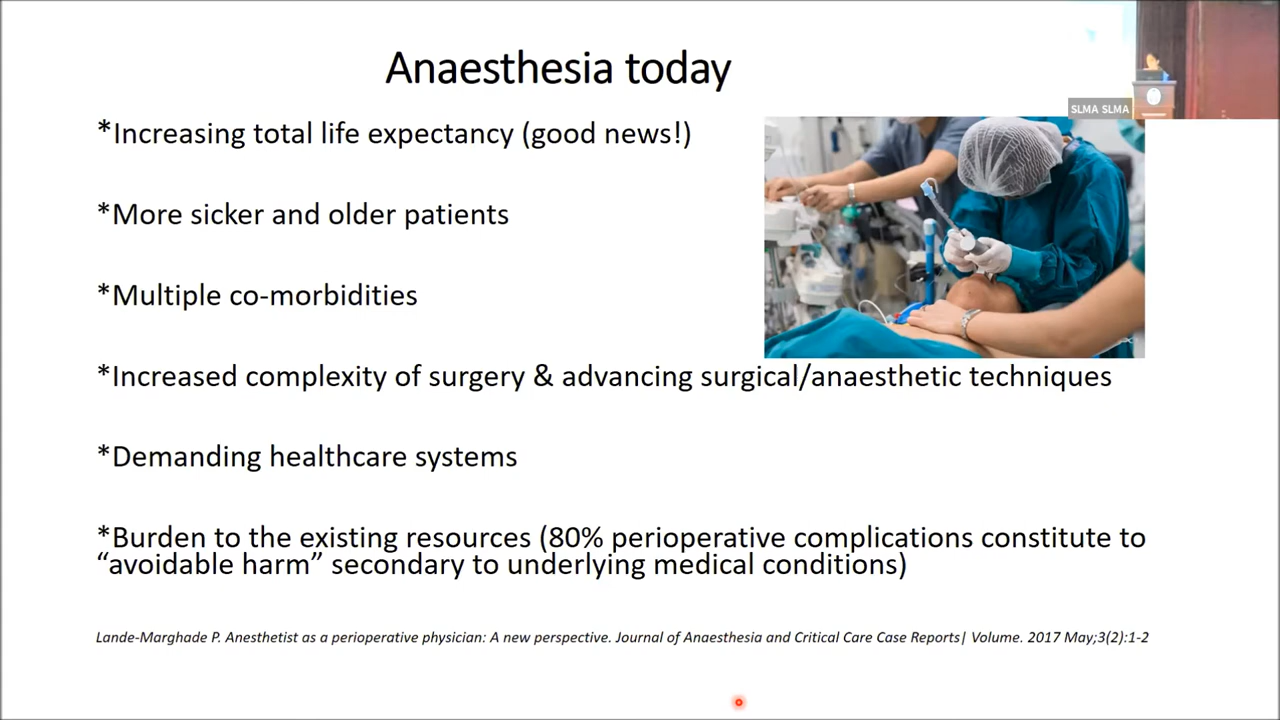 Anaesthesia today
SLMA SLMA
*Increasing total life expectancy (good news!)
*More sicker and older patients
*Multiple co-morbidities
*Increased complexity of surgery & advancing surgical/anaesthetic techniques
*Demanding healthcare systems
*Burden to the existing resources (80% perioperative complications constitute to
“avoidable harm” secondary to underlying medical conditions)
Lande-Marghade P. Anesthetist as a perioperative physician: A new perspective. Journal of Anaesthesia and Critical Care Case Reports| Volume. 2017 May;3(2):1-2